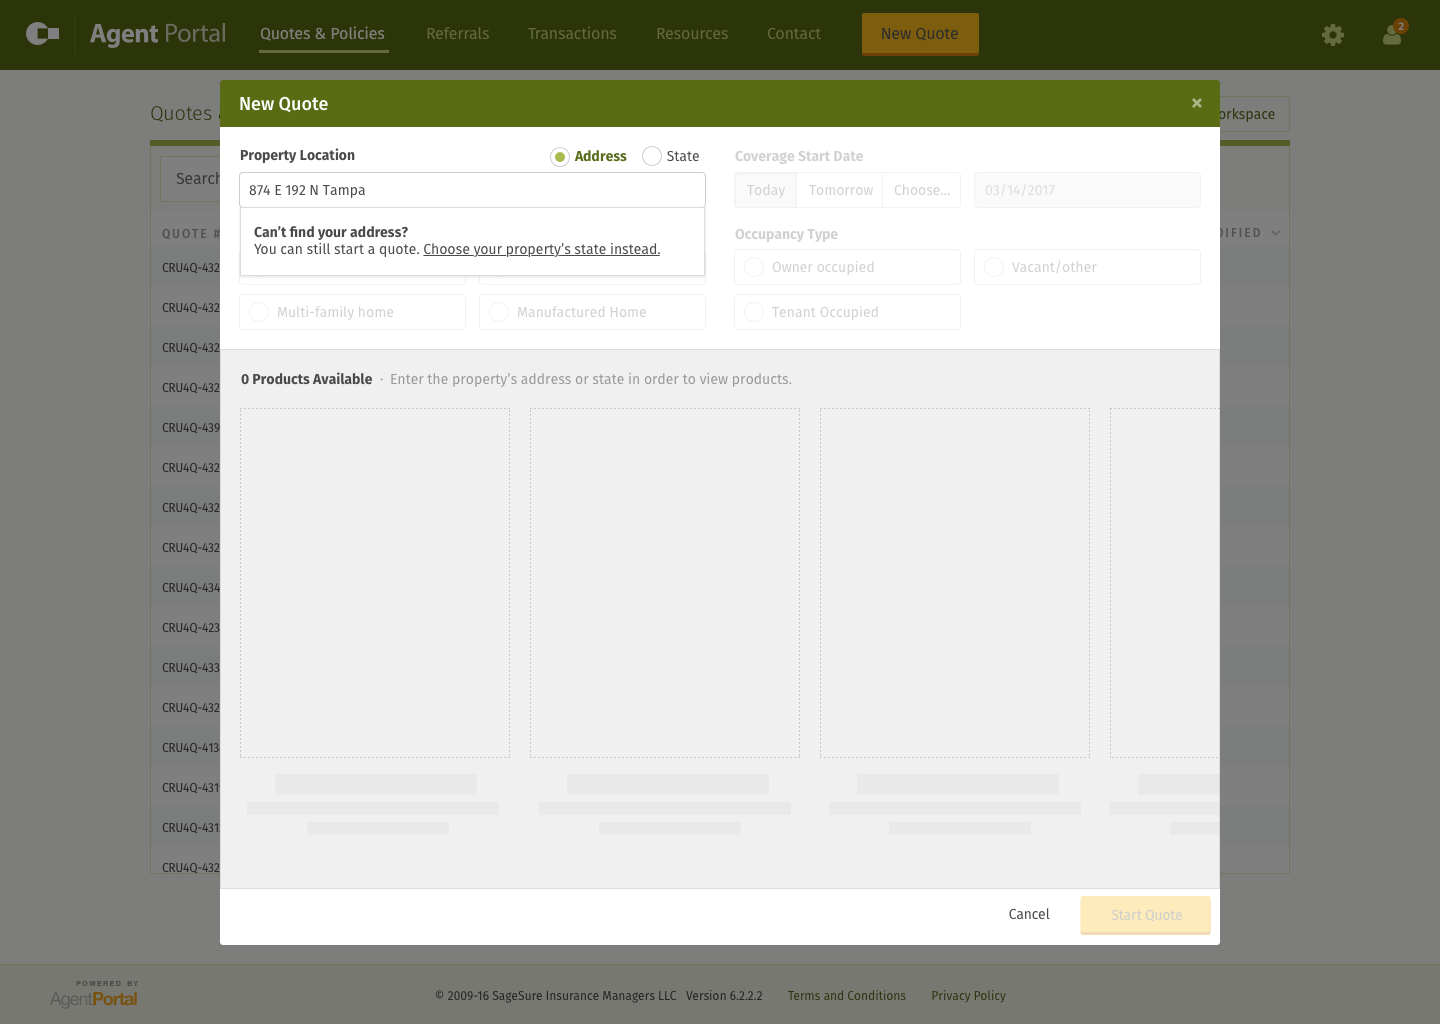 Agent Portal
Quotes & Policies
Referrals
Transactions
Resources
Contact
New Quote
2
Quotes
New Quote
×
Property Location
Address
State
874 E 192 N Tampa
Can’t find your address?
You can still start a quote. Choose your property’s state instead.
Multi-family home
Manufactured Home
Coverage Start Date
Today
Tomorrow
Choose...
03/14/2017
Occupancy Type
Owner occupied
Vacant/other
Tenant Occupied
0 Products Available · Enter the property’s address or state in order to view products.
Cancel
Start Quote
orkspace
Search
QUOTE #
DIFIED
CRU4Q-432
CRU4Q-432
CRU4Q-432
CRU4Q-432
CRU4Q-439
CRU4Q-432
CRU4Q-432
CRU4Q-432
CRU4Q-434
CRU4Q-423
CRU4Q-433
CRU4Q-432
CRU4Q-413
CRU4Q-431
CRU4Q-431
CRU4Q-432
POWERED BY
AgentPortal
© 2009-16 SageSure Insurance Managers LLC Version 6.2.2.2
Terms and Conditions
Privacy Policy